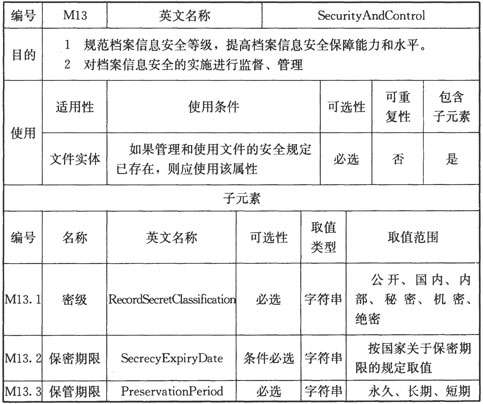 编号 M13 英文名称 SecurityAndControl
目的 1 规范档案信息安全等级，提高档案信息安全保障能力和水平。
2 对档案信息安全的实施进行监督、管理
使用 适用性 使用条件 可选性 可重复性 包含子元素
文件实体 如果管理和使用文件的安全规定
已存在，则应使用该属性 必选 否 是
子元素
编号 名称 英文名称 可选性 取值类型 取值范围
M13.1 密级 RecordSecretClassification 必选 字符串 公开、国内、内
部、秘密、机密、
绝密
M13.2 保密期限 SecrecyExpiryDate 条件必选 字符串 按国家关于保密期
限的规定取值
M13.3 保管期限 PreservationPeriod 必选 字符串 永久、长期、短期